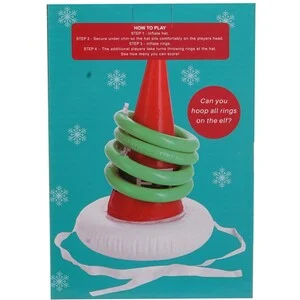 HOW TO PLAY
STEP 1 - Inflate hat.
STEP 2 - Secure under chin so the hat sits comfortably on the players head.
STEP 3 - Inflate rings.
STEP 4 - The additional players take turns throwing rings at the hat.
See how many you can score!
Can you
hoop all rings
on the elf?